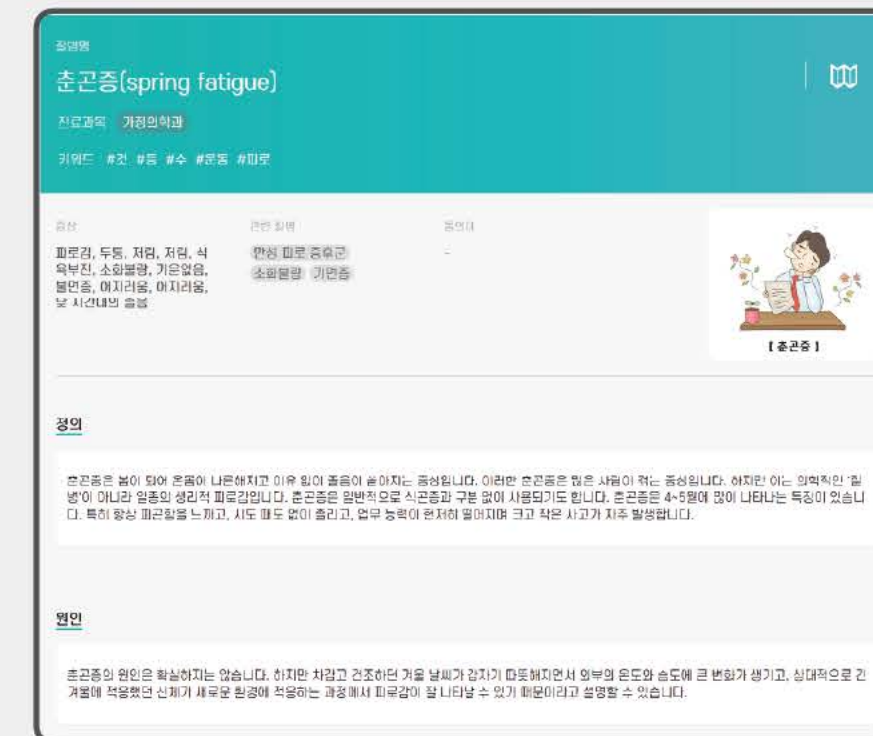 질병명
춘곤증(spring fatigue)
진료과목 가정의학과
키워드 #것 #등 #수 #운동 #피로
증상
관련 질병
동의어
피로감, 두통, 저림, 저림, 식
욕부진, 소화불량, 기운없음,
불면증, 어지러움, 어지러움,
낮 시간대의 졸음
만성 피로 증후군
소화불량 기면증
-
【 춘곤증 】
정의
춘곤증은 봄이 되어 온몸이 나른해지고 이유 없이 졸음이 쏟아지는 증상입니다. 이러한 춘곤증은 많은 사람이 겪는 증상입니다. 하지만 이는 의학적인 '질
병'이 아니라 일종의 생리적 피로감입니다. 춘곤증은 일반적으로 식곤증과 구분 없이 사용되기도 합니다. 춘곤증은 4~5월에 많이 나타나는 특징이 있습니
다. 특히 항상 피곤함을 느끼고, 시도 때도 없이 졸리고, 업무 능력이 현저히 떨어지며 크고 작은 사고가 자주 발생합니다.
원인
춘곤증의 원인은 확실하지는 않습니다. 하지만 차갑고 건조하던 겨울 날씨가 갑자기 따뜻해지면서 외부의 온도와 습도에 큰 변화가 생기고, 상대적으로 긴
겨울에 적응했던 신체가 새로운 환경에 적응하는 과정에서 피로감이 잘 나타날 수 있기 때문이라고 설명할 수 있습니다.